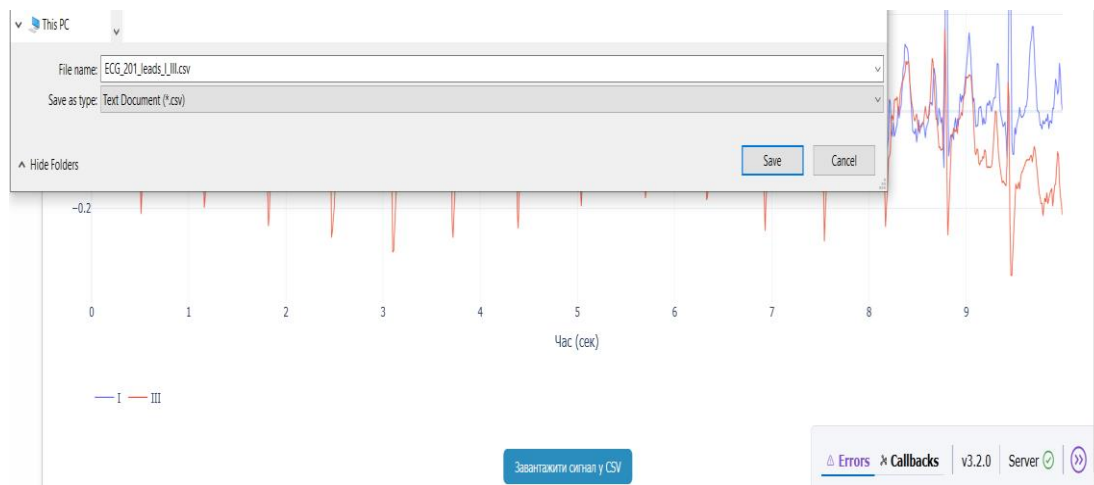 This PC
File name: ECG_201_leads_I_III.csv
Save as type: Text Document (*.csv)
Hide Folders
Save Cancel
−0.2
0 1 2 3 4 5 6 7 8 9
Час (сек)
I III
Завантажити сигнал у CSV
Errors Callbacks v3.2.0 Server